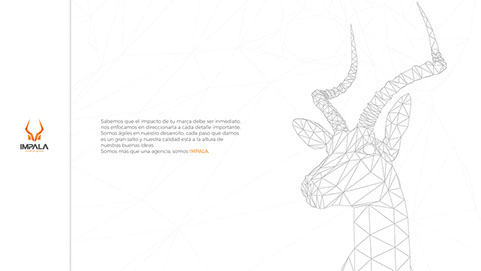 IMPALA
Sabemos que el impacto de tu marca debe ser inmediato,
nos enfocamos en direccionarla a cada detalle importante.
Somos ágiles en nuestro desarrollo, cada paso que damos
es un gran salto y nuestra calidad está a la altura de
nuestras buenas ideas.
Somos más que una agencia, somos IMPALA.